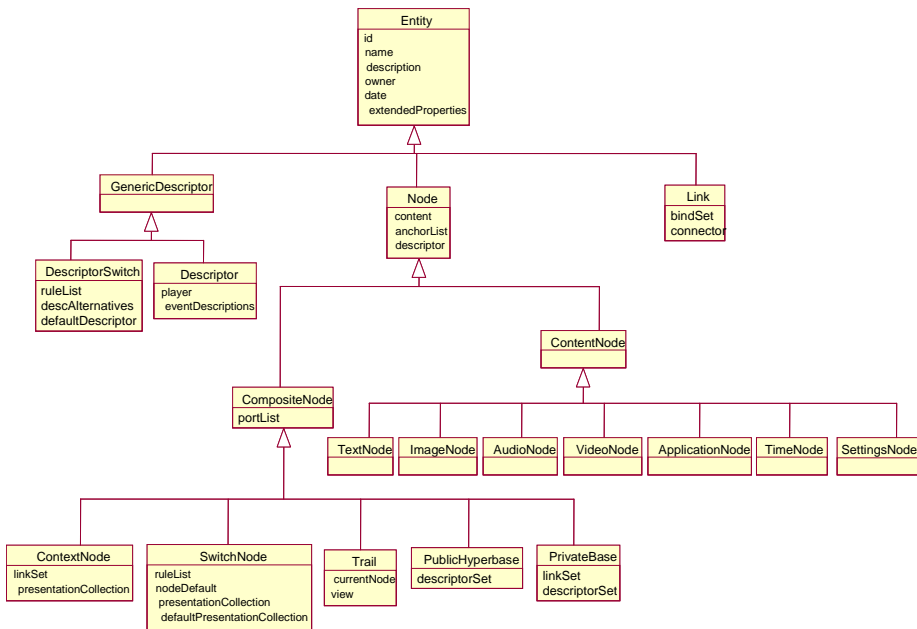 Entity
id
name
description
owner
date
extendedProperties
GenericDescriptor
Node
content
anchorList
descriptor
Link
bindSet
connector
DescriptorSwitch
ruleList
descAlternatives
defaultDescriptor
Descriptor
player
eventDescriptions
ContentNode
CompositeNode
portList
TextNode
ImageNode
AudioNode
VideoNode
ApplicationNode
TimeNode
SettingsNode
ContextNode
linkSet
presentationCollection
SwitchNode
ruleList
nodeDefault
presentationCollection
defaultPresentationCollection
Trail
currentNode
view
PublicHyperbase
descriptorSet
PrivateBase
linkSet
descriptorSet